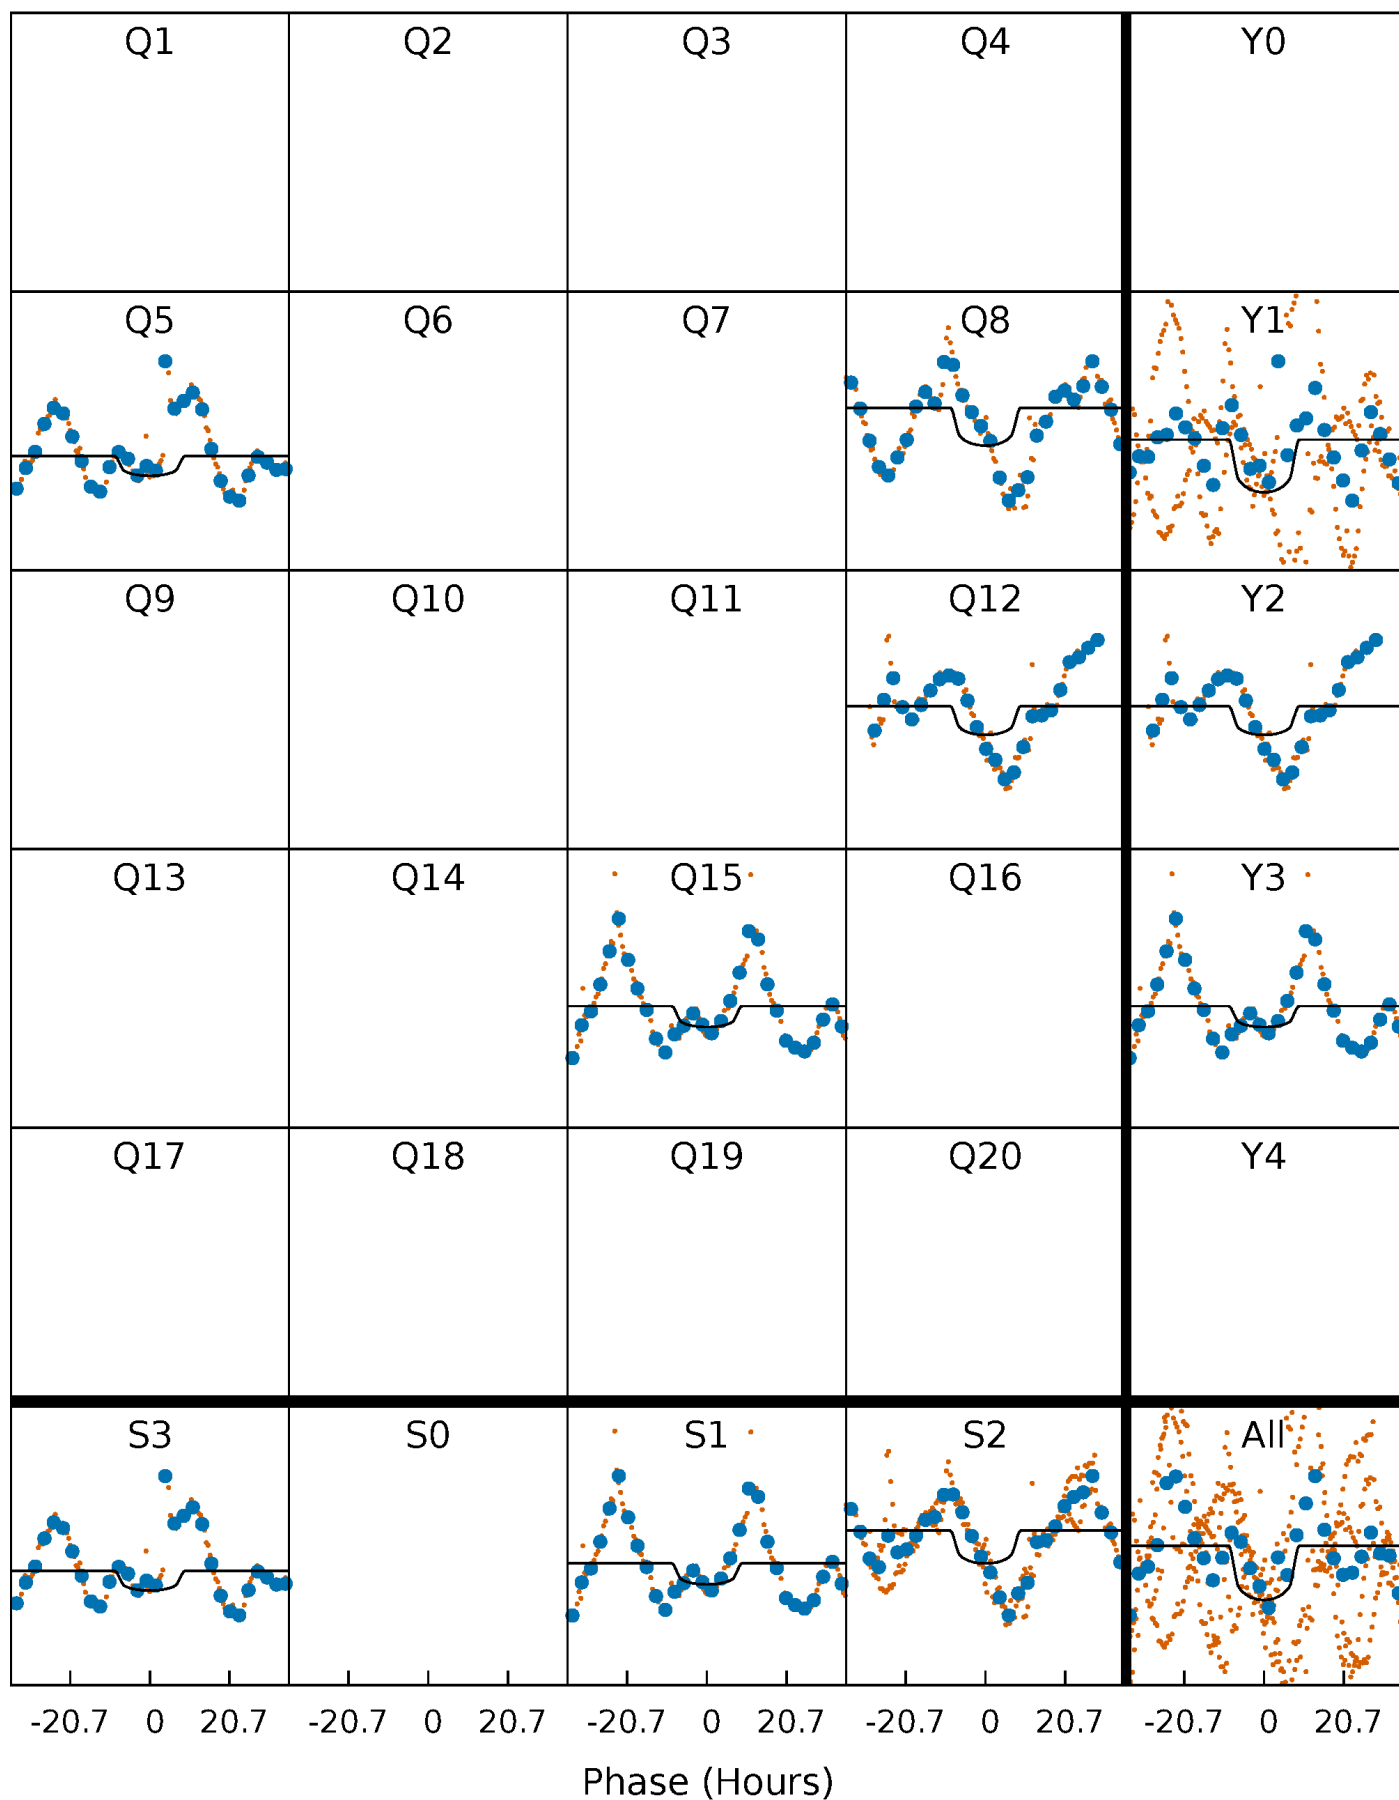 Q1 Q2 Q3 Q4 Y0
Q5 Q6 Q7 Q8 Y1
Q9 Q10 Q11 Q12 Y2
Q13 Q14 Q15 Q16 Y3
Q17 Q18 Q19 Q20 Y4
S3 S0 S1 S2 All
-20.7 0 20.7 -20.7 0 20.7 -20.7 0 20.7 -20.7 0 20.7 -20.7 0 20.7
Phase (Hours)